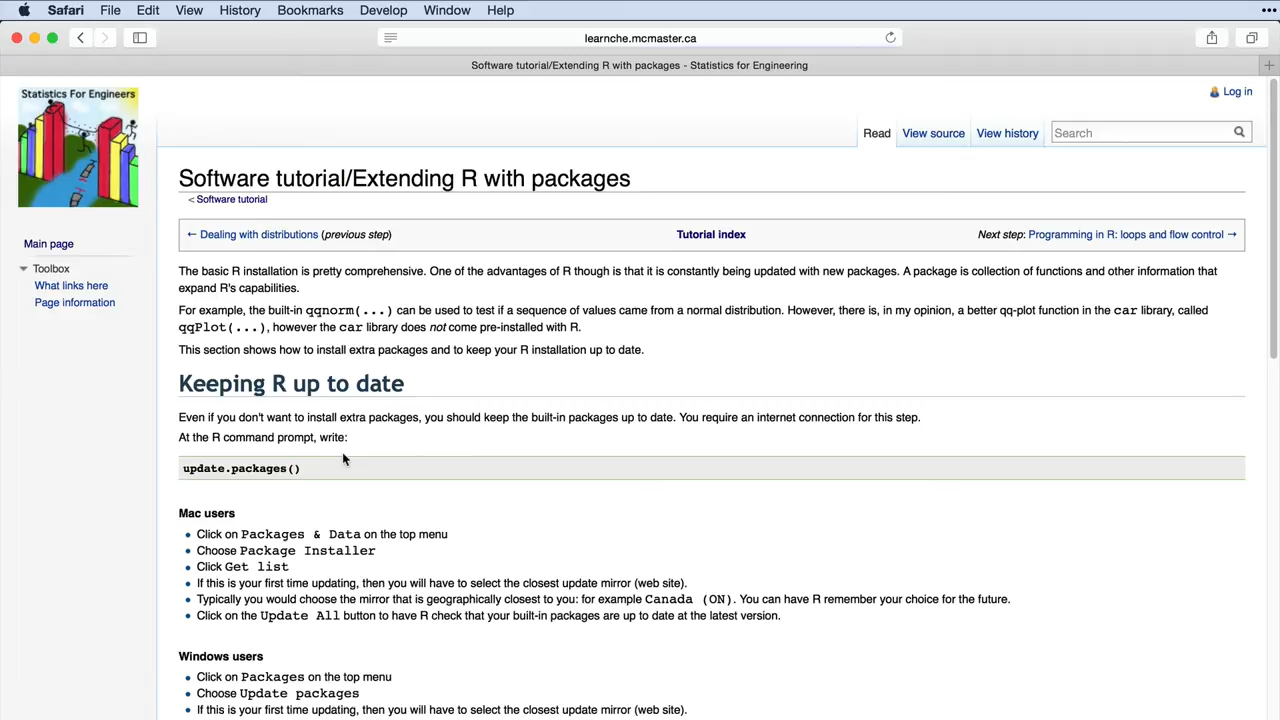 Safari File Edit View History Bookmarks Develop Window Help
learnche.mcmaster.ca
Software tutorial/Extending R with packages - Statistics for Engineering
Statistics For Engineers
Log in
Read View source View history Search
Software tutorial/Extending R with packages
< Software tutorial
← Dealing with distributions (previous step) Tutorial index Next step: Programming in R: loops and flow control →
Main page
Toolbox
What links here
Page information
The basic R installation is pretty comprehensive. One of the advantages of R though is that it is constantly being updated with new packages. A package is collection of functions and other information that
expand R's capabilities.
For example, the built-in qqnorm(...) can be used to test if a sequence of values came from a normal distribution. However, there is, in my opinion, a better qq-plot function in the car library, called
qqPlot(...), however the car library does not come pre-installed with R.
This section shows how to install extra packages and to keep your R installation up to date.
Keeping R up to date
Even if you don't want to install extra packages, you should keep the built-in packages up to date. You require an internet connection for this step.
At the R command prompt, write:
update.packages()
Mac users
• Click on Packages & Data on the top menu
• Choose Package Installer
• Click Get list
• If this is your first time updating, then you will have to select the closest update mirror (web site).
• Typically you would choose the mirror that is geographically closest to you: for example Canada (ON). You can have R remember your choice for the future.
• Click on the Update All button to have R check that your built-in packages are up to date at the latest version.
Windows users
• Click on Packages on the top menu
• Choose Update packages
• If this is your first time updating, then you will have to select the closest update mirror (web site).